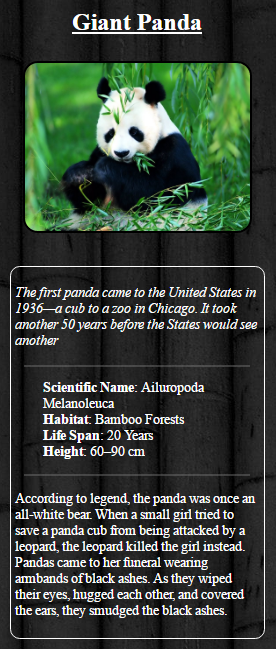 Giant Panda
The first panda came to the United States in
1936—a cub to a zoo in Chicago. It took
another 50 years before the States would see
another
Scientific Name: Ailuropoda
Melanoleuca
Habitat: Bamboo Forests
Life Span: 20 Years
Height: 60–90 cm
According to legend, the panda was once an
all-white bear. When a small girl tried to
save a panda cub from being attacked by a
leopard, the leopard killed the girl instead.
Pandas came to her funeral wearing
armbands of black ashes. As they wiped
their eyes, hugged each other, and covered
the ears, they smudged the black ashes.